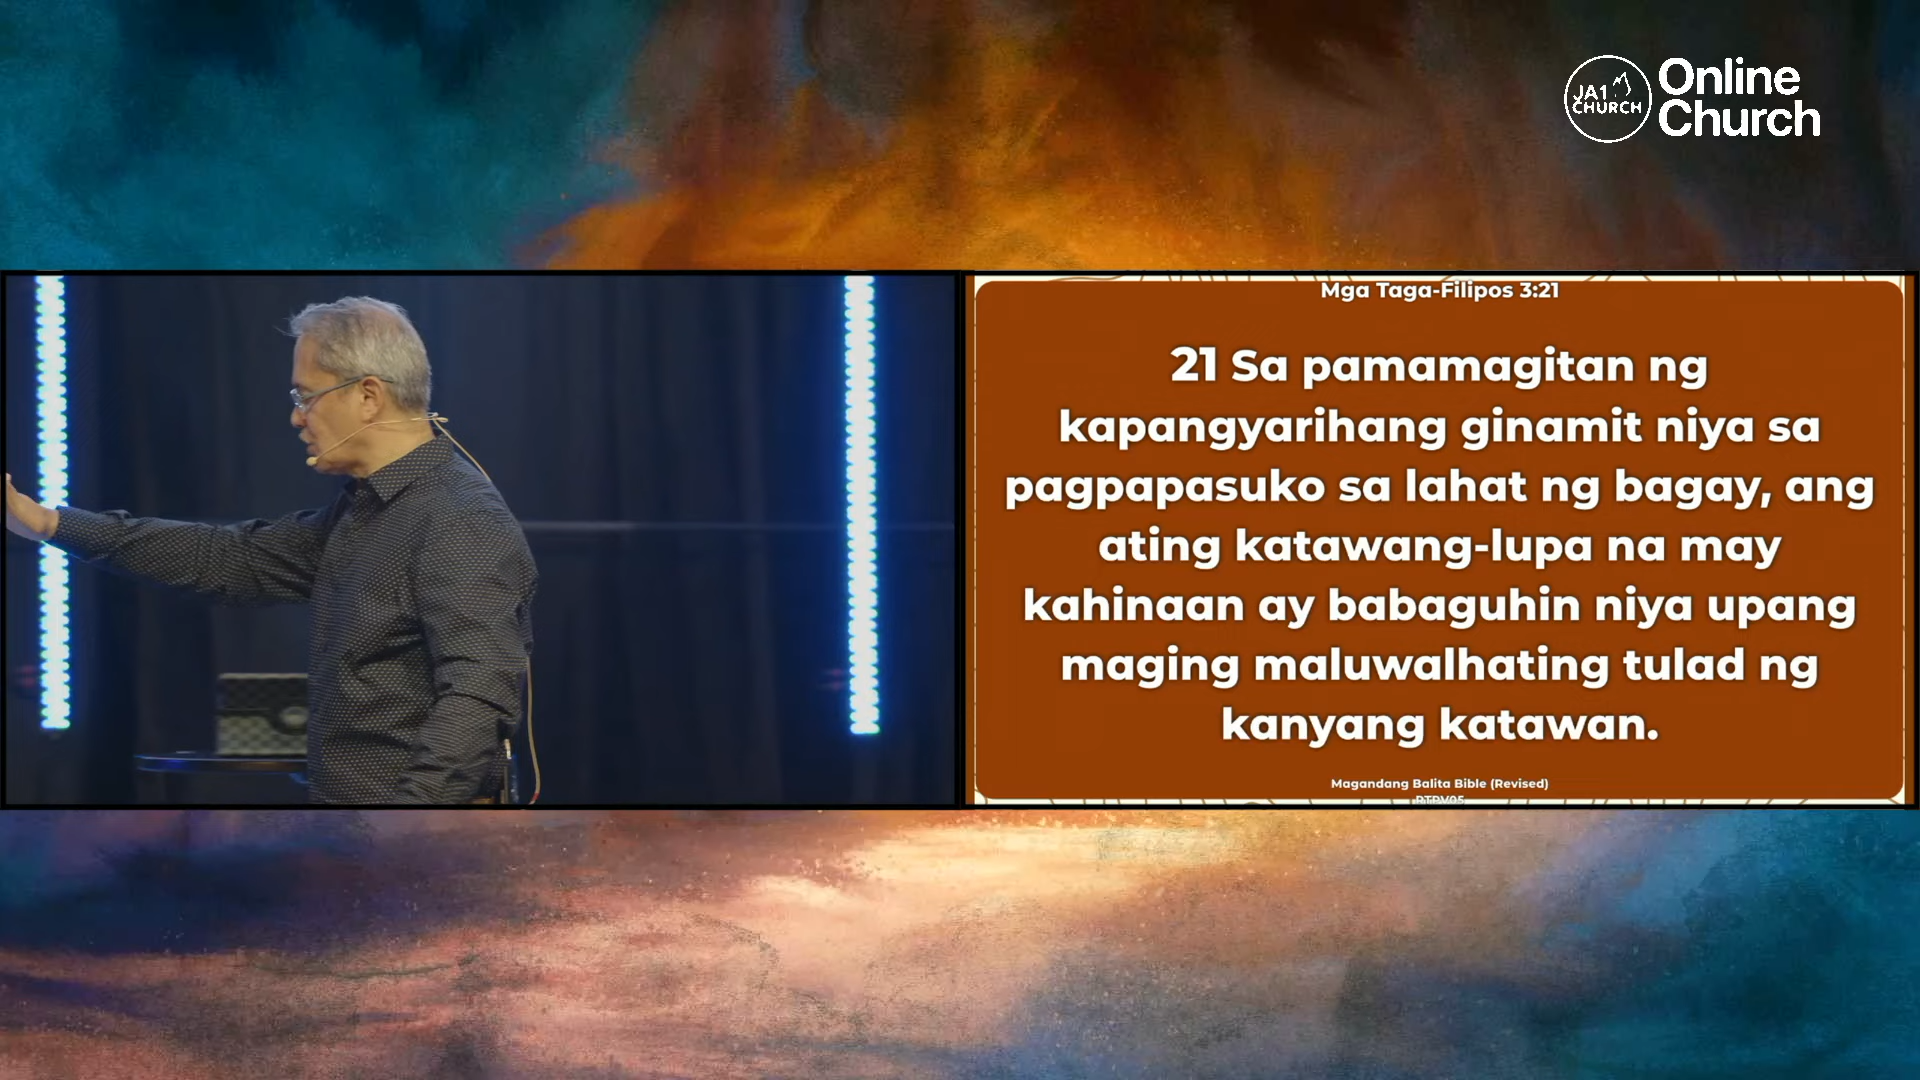 JA1
CHURCH
Online
Church
Mga Taga-Filipos 3:21
21 Sa pamamagitan ng
kapangyarihang ginamit niya sa
pagpapasuko sa lahat ng bagay, ang
ating katawang-lupa na may
kahinaan ay babaguhin niya upang
maging maluwalhating tulad ng
kanyang katawan.
Magandang Balita Bible (Revised)
RTPV05